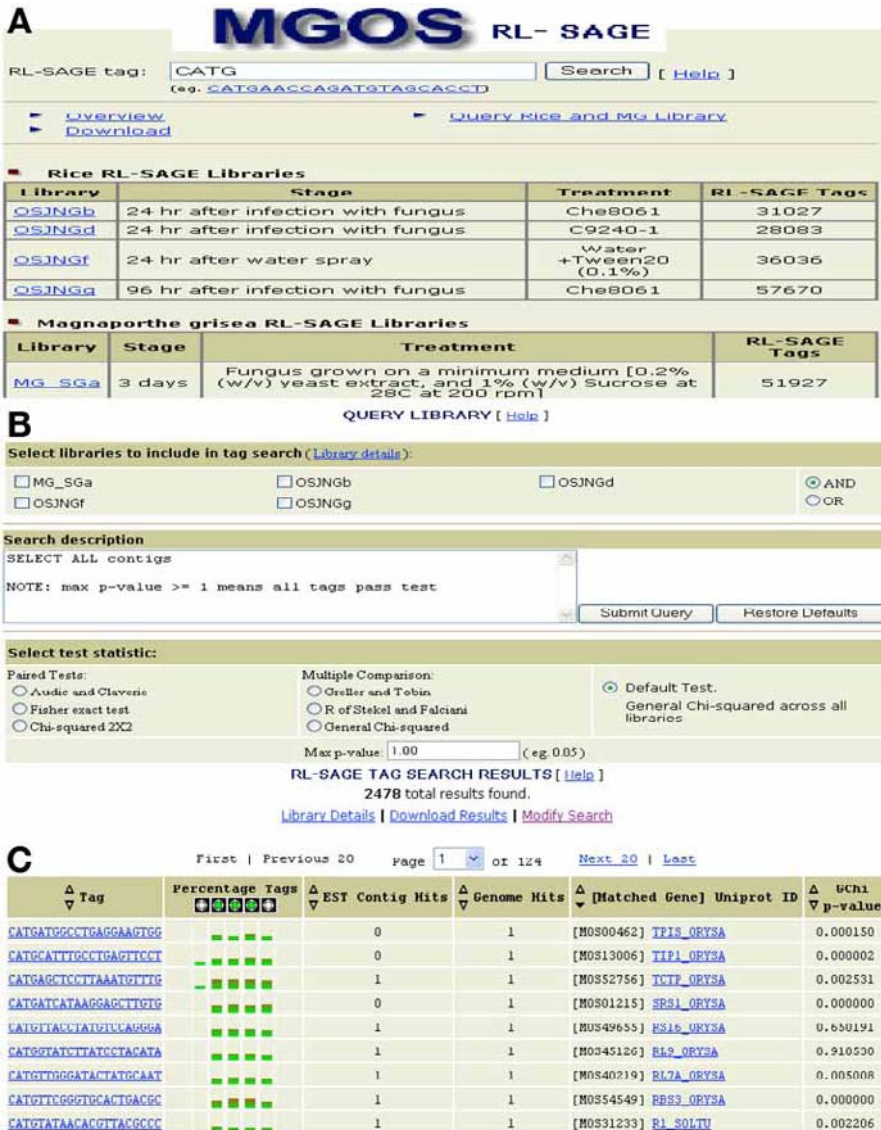 A
MGOS RL- SAGE
RL-SAGE tag: CATG Search [ Help ]
(eg. CATGAACCAGATGTAGCACCT)
Overview Query Rice and MG Library
Download
Rice RL-SAGE Libraries
Library Stage Treatment RL-SAGE Tags
OSJNGb 24 hr after infection with fungus Che8061 31027
OSJNGd 24 hr after infection with fungus C9240-1 28083
OSJNGf 24 hr after water spray Water +Tween20 (0.1%) 36036
OSJNGg 96 hr after infection with fungus Che8061 57670
Magnaporthe grisea RL-SAGE Libraries
Library Stage Treatment RL-SAGE Tags
MG_SGa 3 days Fungus grown on a minimum medium [0.2% (w/v) yeast extract, and 1% (w/v) Sucrose at 28C at 200 rpm] 51927
B
QUERY LIBRARY [ Help ]
Select libraries to include in tag search (Library details):
MG_SGa OSJNGb OSJNGd AND
OSJNGf OSJNGg OR
Search description
SELECT ALL contigs
NOTE: max p-value >= 1 means all tags pass test
Submit Query Restore Defaults
Select test statistic:
Paired Tests: Multiple Comparison:
Audic and Claverie Greller and Tobin Default Test.
Fisher exact test R of Stekel and Falciani General Chi-squared across all
Chi-squared 2X2 General Chi-squared libraries
Max p-value: 1.00 (eg. 0.05)
RL-SAGE TAG SEARCH RESULTS [ Help ]
2478 total results found.
Library Details | Download Results | Modify Search
C
First | Previous 20 Page 1 of 124 Next 20 | Last
Tag Percentage Tags EST Contig Hits Genome Hits [Matched Gene] Uniprot ID GChi p-value
CATGATGGCCTGAGGAAGTGG 0 1 [MOS00462] TPIS_ORYSA 0.000150
CATGCATTTGCCTGAGTTCCT 0 1 [MOS13006] TIP1_ORYSA 0.000002
CATGAGCTCCTTAAATGTTTG 1 1 [MOS52756] TCTP_ORYSA 0.002531
CATGATCATAAGGAGCTTGTG 0 1 [MOS01215] SRS1_ORYSA 0.000000
CATGTTACCTATGTCCAGGGA 1 1 [MOS49655] RS16_ORYSA 0.650191
CATGGTATCTTATCCTACATA 1 1 [MOS45126] RL9_ORYSA 0.910530
CATGTTGGGATACTATGCAAT 1 1 [MOS40219] RL7A_ORYSA 0.005008
CATGTTCGGGTGCACTGACGC 1 1 [MOS54549] RBS3_ORYSA 0.000000
CATGTATAACACGTTACGCCC 1 1 [MOS31233] R1_SOLTU 0.002206